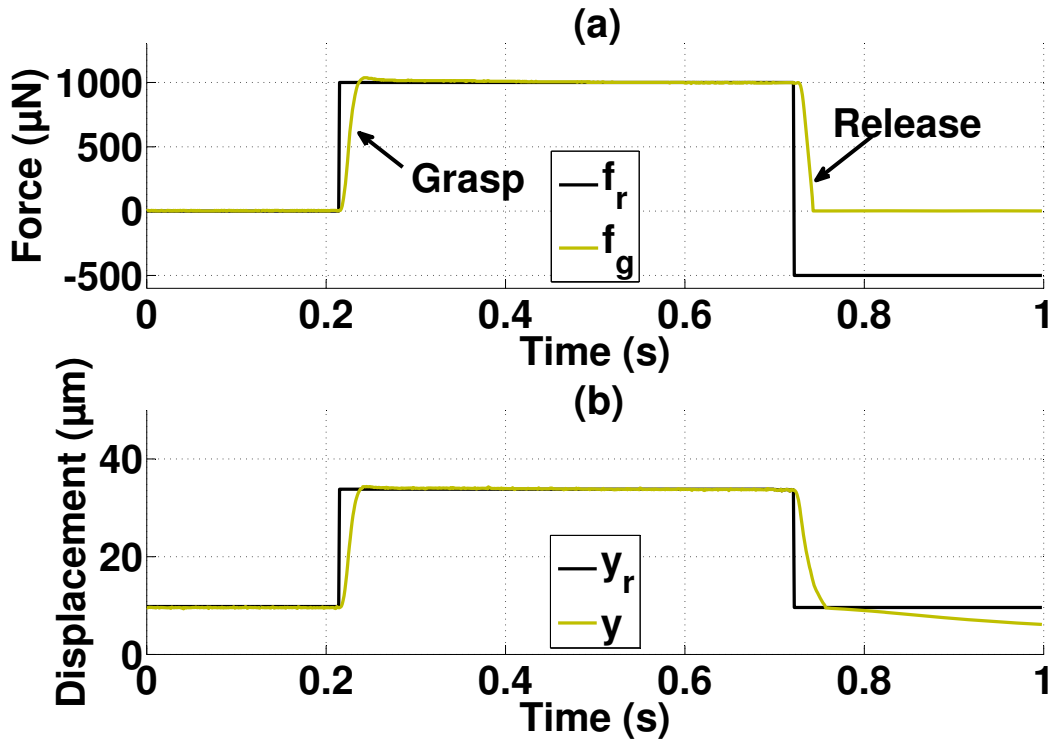 (a)
Force (µN)
1000
500
0
-500
Grasp
Release
f_r
f_g
0 0.2 0.4 0.6 0.8 1
Time (s)
(b)
Displacement (µm)
40
20
0
y_r
y
0 0.2 0.4 0.6 0.8 1
Time (s)